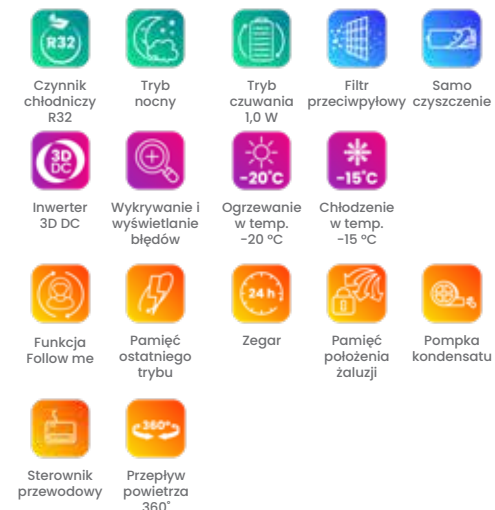 R32
Czynnik
chłodniczy
R32
Tryb
nocny
Tryb
czuwania
1,0 W
Filtr
przeciwpyłowy
Samo
czyszczenie
3D
DC
Inwerter
3D DC
Wykrywanie i
wyświetlanie
błędów
-20°C
Ogrzewanie
w temp.
-20 °C
-15°C
Chłodzenie
w temp.
-15 °C
Funkcja
Follow me
Pamięć
ostatniego
trybu
24 h
Zegar
Pamięć
położenia
żaluzji
Pompka
kondensatu
Sterownik
przewodowy
360°
Przepływ
powietrza
360°